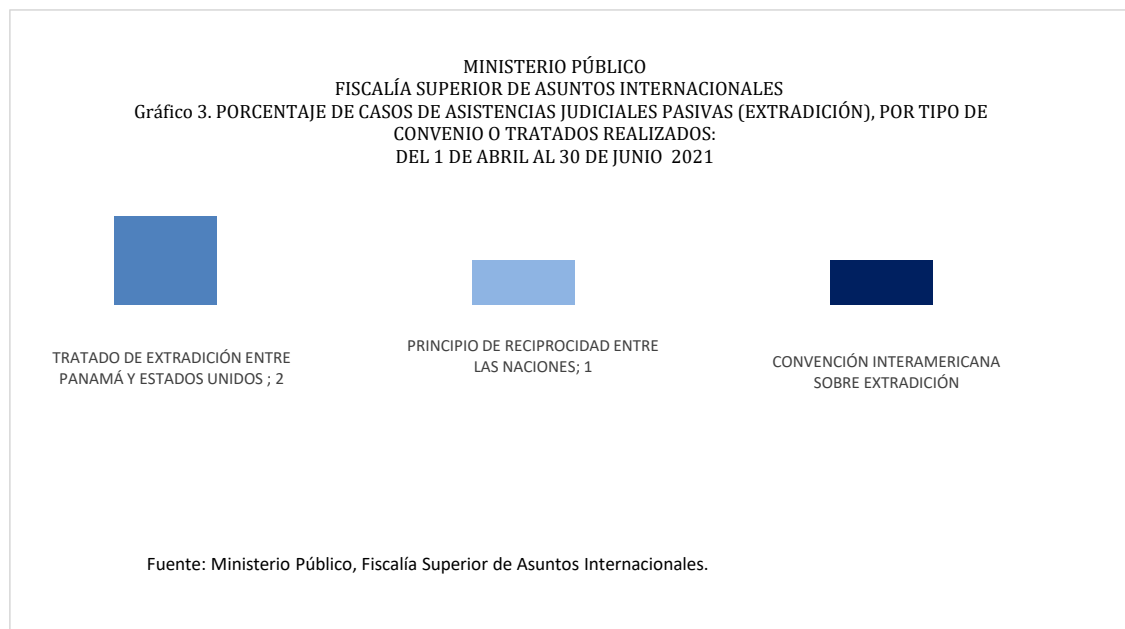 MINISTERIO PÚBLICO
FISCALÍA SUPERIOR DE ASUNTOS INTERNACIONALES
Gráfico 3. PORCENTAJE DE CASOS DE ASISTENCIAS JUDICIALES PASIVAS (EXTRADICIÓN), POR TIPO DE
CONVENIO O TRATADOS REALIZADOS:
DEL 1 DE ABRIL AL 30 DE JUNIO  2021
TRATADO DE EXTRADICIÓN ENTRE
PANAMÁ Y ESTADOS UNIDOS ; 2
PRINCIPIO DE RECIPROCIDAD ENTRE
LAS NACIONES; 1
CONVENCIÓN INTERAMERICANA
SOBRE EXTRADICIÓN
Fuente: Ministerio Público, Fiscalía Superior de Asuntos Internacionales.